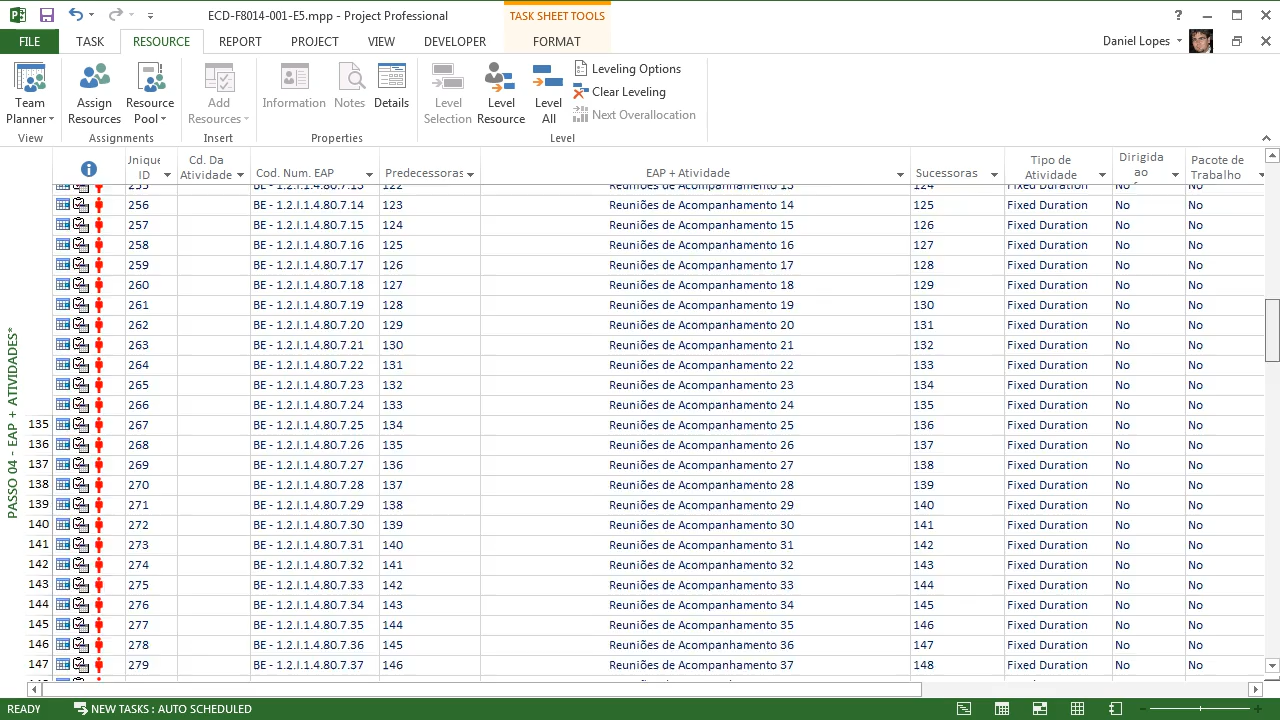 ECD-F8014-001-E5.mpp - Project Professional
TASK SHEET TOOLS
FILE TASK RESOURCE REPORT PROJECT VIEW DEVELOPER FORMAT
Daniel Lopes
Team Planner
Assign Resources
Resource Pool
Add Resources
Information
Notes
Details
Level Selection
Level Resource
Level All
Leveling Options
Clear Leveling
Next Overallocation
View Assignments Insert Properties Level
Unique ID
Cd. Da Atividade
Cod. Num. EAP
Predecessoras
EAP + Atividade
Sucessoras
Tipo de Atividade
Dirigida ao
Pacote de Trabalho
255 BE - 1.2.I.1.4.80.7.13 122 Reuniões de Acompanhamento 13 124 Fixed Duration No No
256 BE - 1.2.I.1.4.80.7.14 123 Reuniões de Acompanhamento 14 125 Fixed Duration No No
257 BE - 1.2.I.1.4.80.7.15 124 Reuniões de Acompanhamento 15 126 Fixed Duration No No
258 BE - 1.2.I.1.4.80.7.16 125 Reuniões de Acompanhamento 16 127 Fixed Duration No No
259 BE - 1.2.I.1.4.80.7.17 126 Reuniões de Acompanhamento 17 128 Fixed Duration No No
260 BE - 1.2.I.1.4.80.7.18 127 Reuniões de Acompanhamento 18 129 Fixed Duration No No
261 BE - 1.2.I.1.4.80.7.19 128 Reuniões de Acompanhamento 19 130 Fixed Duration No No
262 BE - 1.2.I.1.4.80.7.20 129 Reuniões de Acompanhamento 20 131 Fixed Duration No No
263 BE - 1.2.I.1.4.80.7.21 130 Reuniões de Acompanhamento 21 132 Fixed Duration No No
264 BE - 1.2.I.1.4.80.7.22 131 Reuniões de Acompanhamento 22 133 Fixed Duration No No
265 BE - 1.2.I.1.4.80.7.23 132 Reuniões de Acompanhamento 23 134 Fixed Duration No No
266 BE - 1.2.I.1.4.80.7.24 133 Reuniões de Acompanhamento 24 135 Fixed Duration No No
135 267 BE - 1.2.I.1.4.80.7.25 134 Reuniões de Acompanhamento 25 136 Fixed Duration No No
136 268 BE - 1.2.I.1.4.80.7.26 135 Reuniões de Acompanhamento 26 137 Fixed Duration No No
137 269 BE - 1.2.I.1.4.80.7.27 136 Reuniões de Acompanhamento 27 138 Fixed Duration No No
138 270 BE - 1.2.I.1.4.80.7.28 137 Reuniões de Acompanhamento 28 139 Fixed Duration No No
139 271 BE - 1.2.I.1.4.80.7.29 138 Reuniões de Acompanhamento 29 140 Fixed Duration No No
140 272 BE - 1.2.I.1.4.80.7.30 139 Reuniões de Acompanhamento 30 141 Fixed Duration No No
141 273 BE - 1.2.I.1.4.80.7.31 140 Reuniões de Acompanhamento 31 142 Fixed Duration No No
142 274 BE - 1.2.I.1.4.80.7.32 141 Reuniões de Acompanhamento 32 143 Fixed Duration No No
143 275 BE - 1.2.I.1.4.80.7.33 142 Reuniões de Acompanhamento 33 144 Fixed Duration No No
144 276 BE - 1.2.I.1.4.80.7.34 143 Reuniões de Acompanhamento 34 145 Fixed Duration No No
145 277 BE - 1.2.I.1.4.80.7.35 144 Reuniões de Acompanhamento 35 146 Fixed Duration No No
146 278 BE - 1.2.I.1.4.80.7.36 145 Reuniões de Acompanhamento 36 147 Fixed Duration No No
147 279 BE - 1.2.I.1.4.80.7.37 146 Reuniões de Acompanhamento 37 148 Fixed Duration No No
PASSO 04 - EAP + ATIVIDADES*
READY NEW TASKS : AUTO SCHEDULED